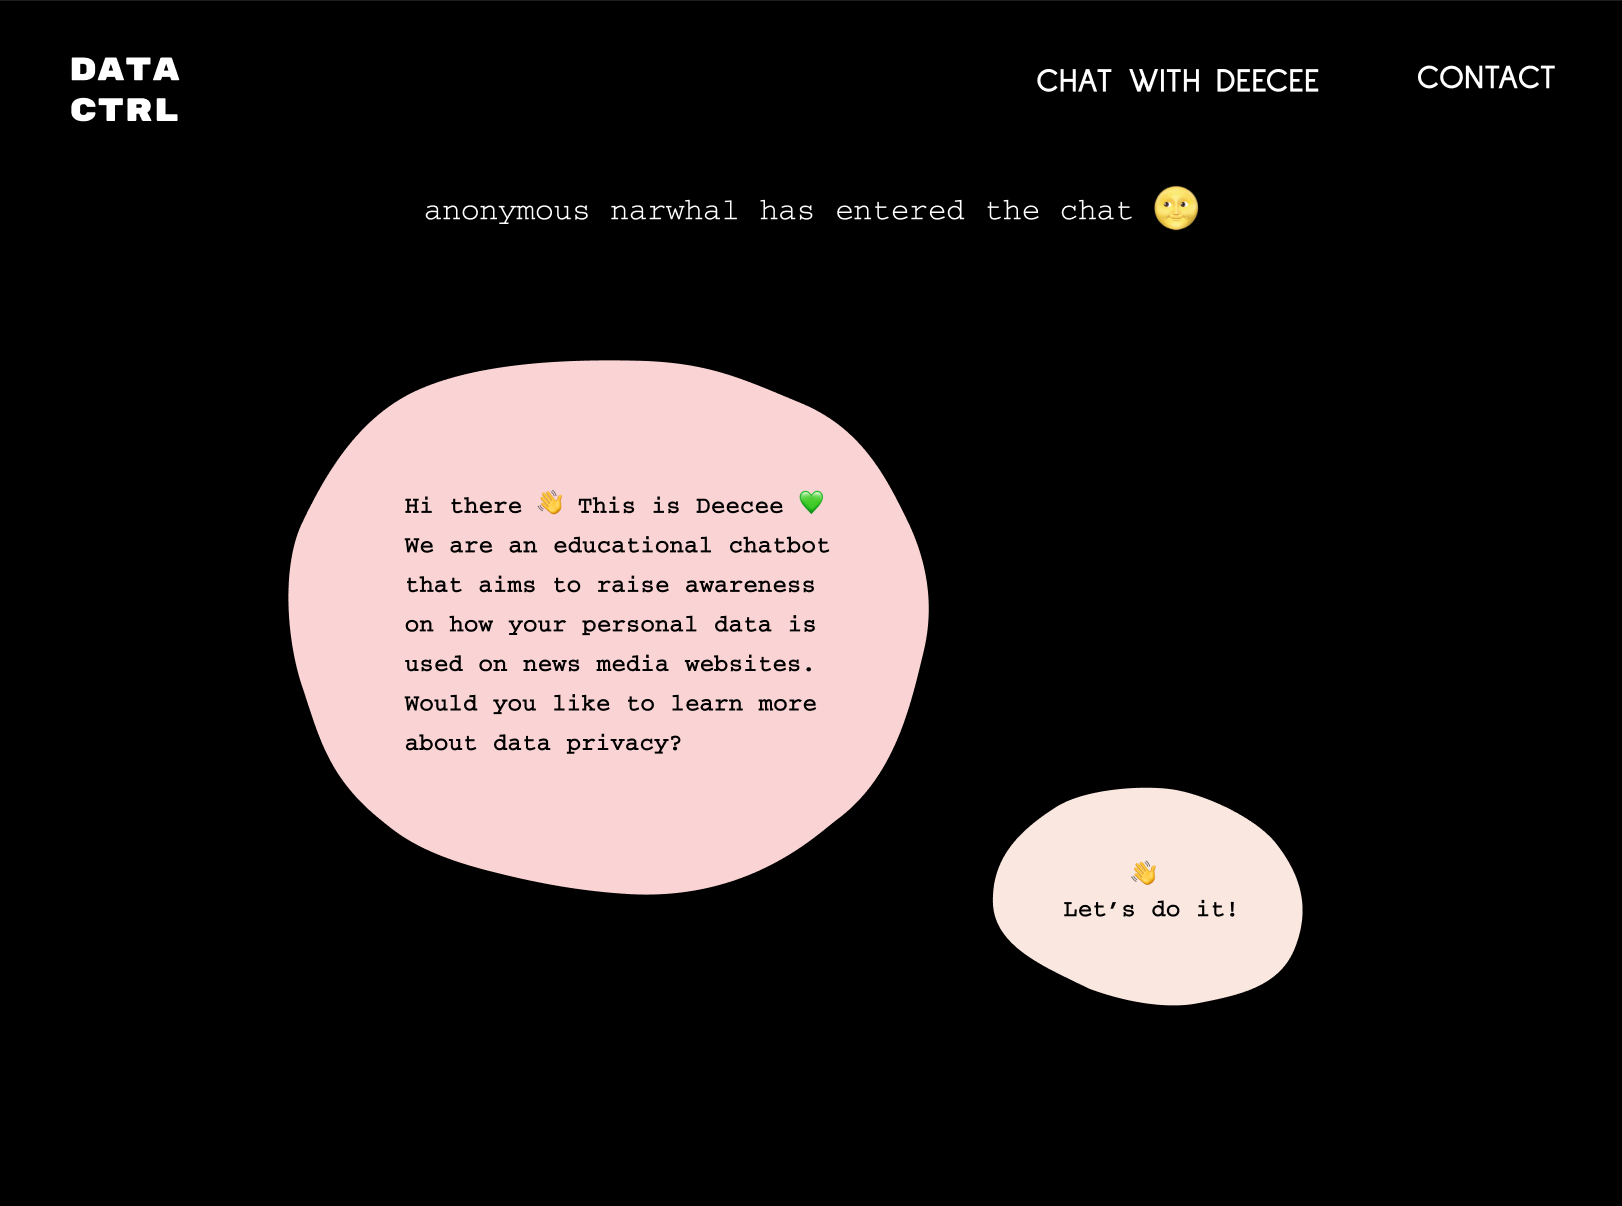 DATA
CTRL
CHAT WITH DEECEE
CONTACT
anonymous narwhal has entered the chat 🌝
Hi there 👋 This is Deecee 💚
We are an educational chatbot
that aims to raise awareness
on how your personal data is
used on news media websites.
Would you like to learn more
about data privacy?
👋
Let’s do it!